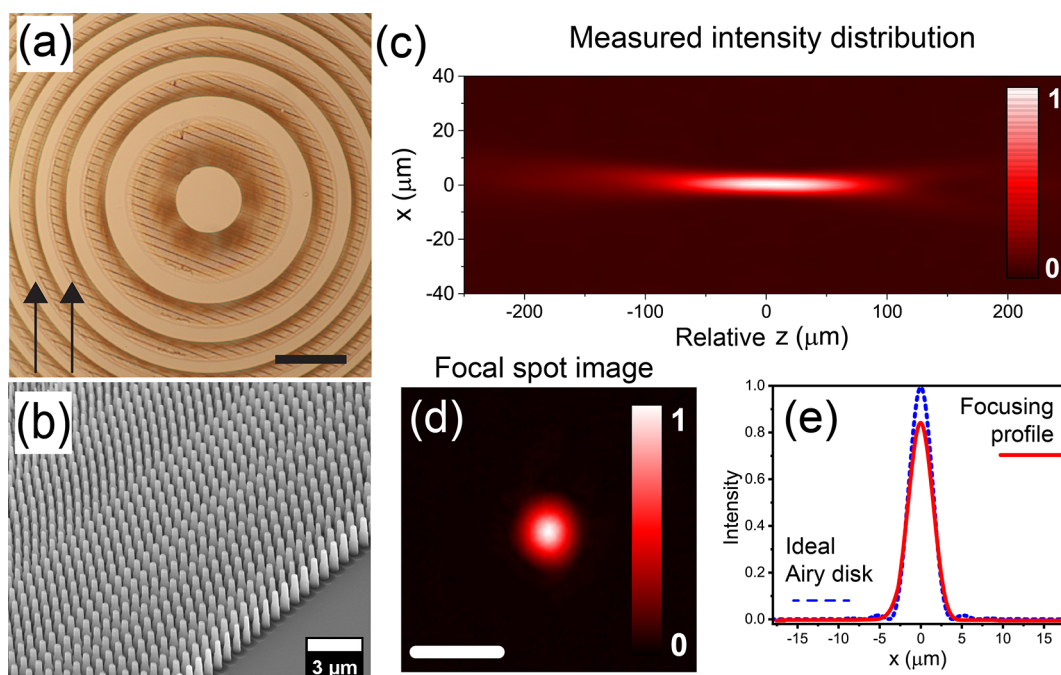 (a)
(b)
3 µm
(c)
Measured intensity distribution
x (µm)
40
20
0
-20
-40
-200
-100
0
100
200
Relative z (µm)
1
0
Focal spot image
(d)
1
0
(e)
Intensity
1.0
0.8
0.6
0.4
0.2
0.0
-15
-10
-5
0
5
10
15
x (µm)
Focusing
profile
Ideal
Airy disk